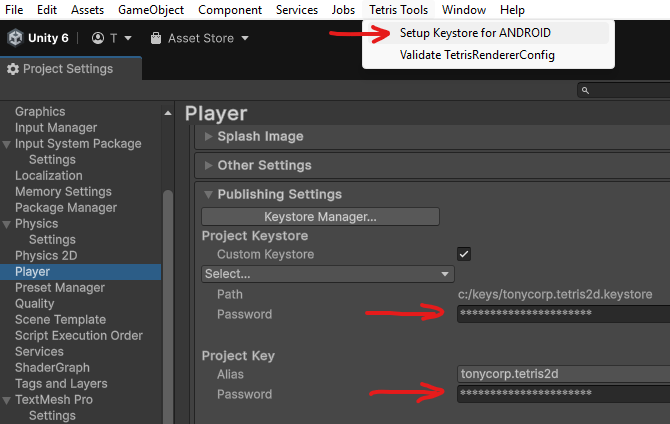 File Edit Assets GameObject Component Services Jobs Tetris Tools Window Help
Setup Keystore for ANDROID
Validate TetrisRendererConfig
Unity 6 T Asset Store
Project Settings
Graphics
Input Manager
Input System Package
Settings
Localization
Memory Settings
Package Manager
Physics
Settings
Physics 2D
Player
Preset Manager
Quality
Scene Template
Script Execution Order
Services
ShaderGraph
Tags and Layers
TextMesh Pro
Settings
Player
Splash Image
Other Settings
Publishing Settings
Keystore Manager...
Project Keystore
Custom Keystore
Select...
Path c:/keys/tonycorp.tetris2d.keystore
Password **********************
Project Key
Alias tonycorp.tetris2d
Password **********************